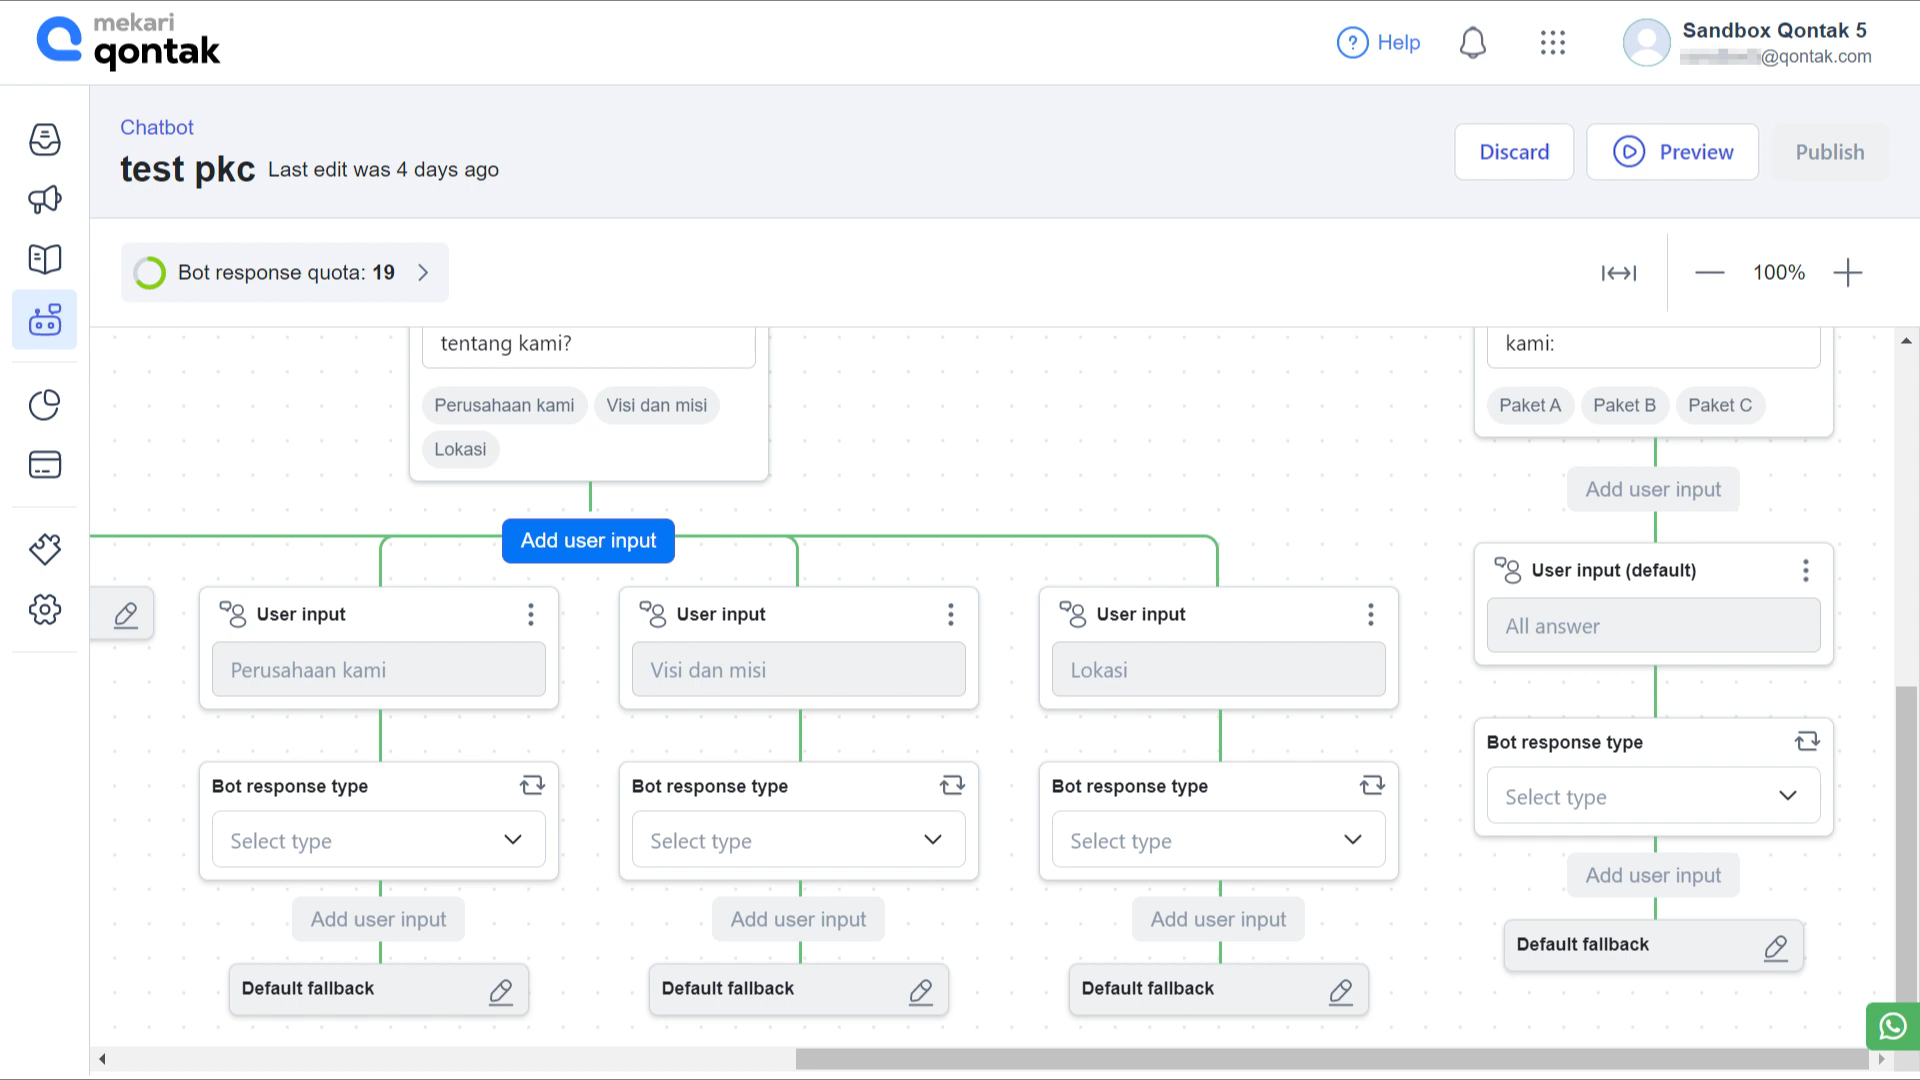 mekari
qontak
Help
Sandbox Qontak 5
@qontak.com
Chatbot
test pkc Last edit was 4 days ago
Discard
Preview
Publish
Bot response quota: 19
100%
tentang kami?
Perusahaan kami Visi dan misi
Lokasi
kami:
Paket A Paket B Paket C
Add user input
Add user input
User input (default)
All answer
User input
Perusahaan kami
User input
Visi dan misi
User input
Lokasi
Bot response type
Select type
Bot response type
Select type
Bot response type
Select type
Bot response type
Select type
Add user input
Add user input
Add user input
Add user input
Default fallback
Default fallback
Default fallback
Default fallback